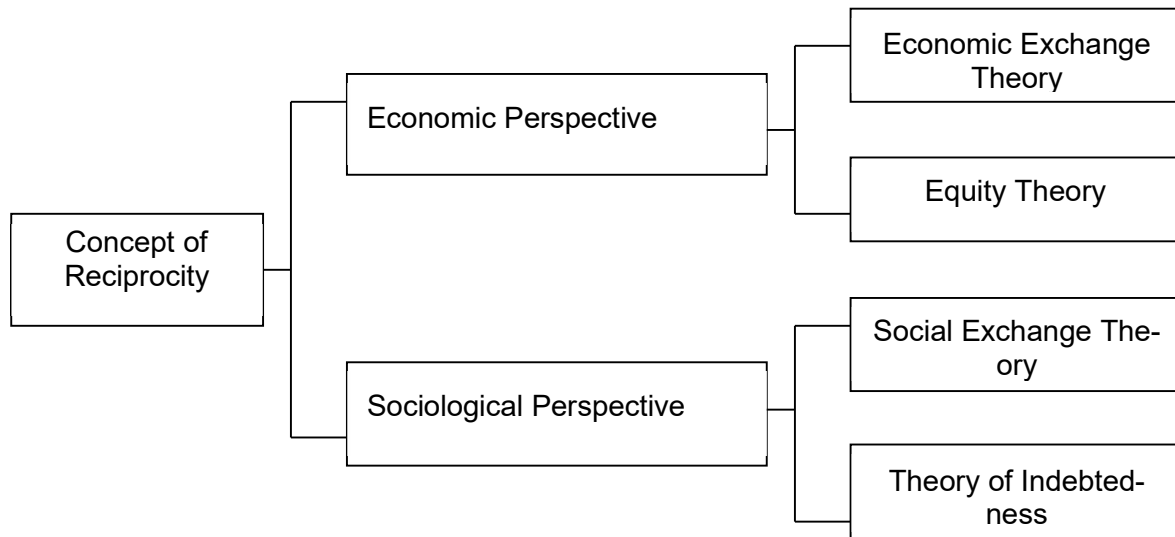 Economic Exchange
Theory
Economic Perspective
Equity Theory
Concept of
Reciprocity
Social Exchange The-
ory
Sociological Perspective
Theory of Indebted-
ness